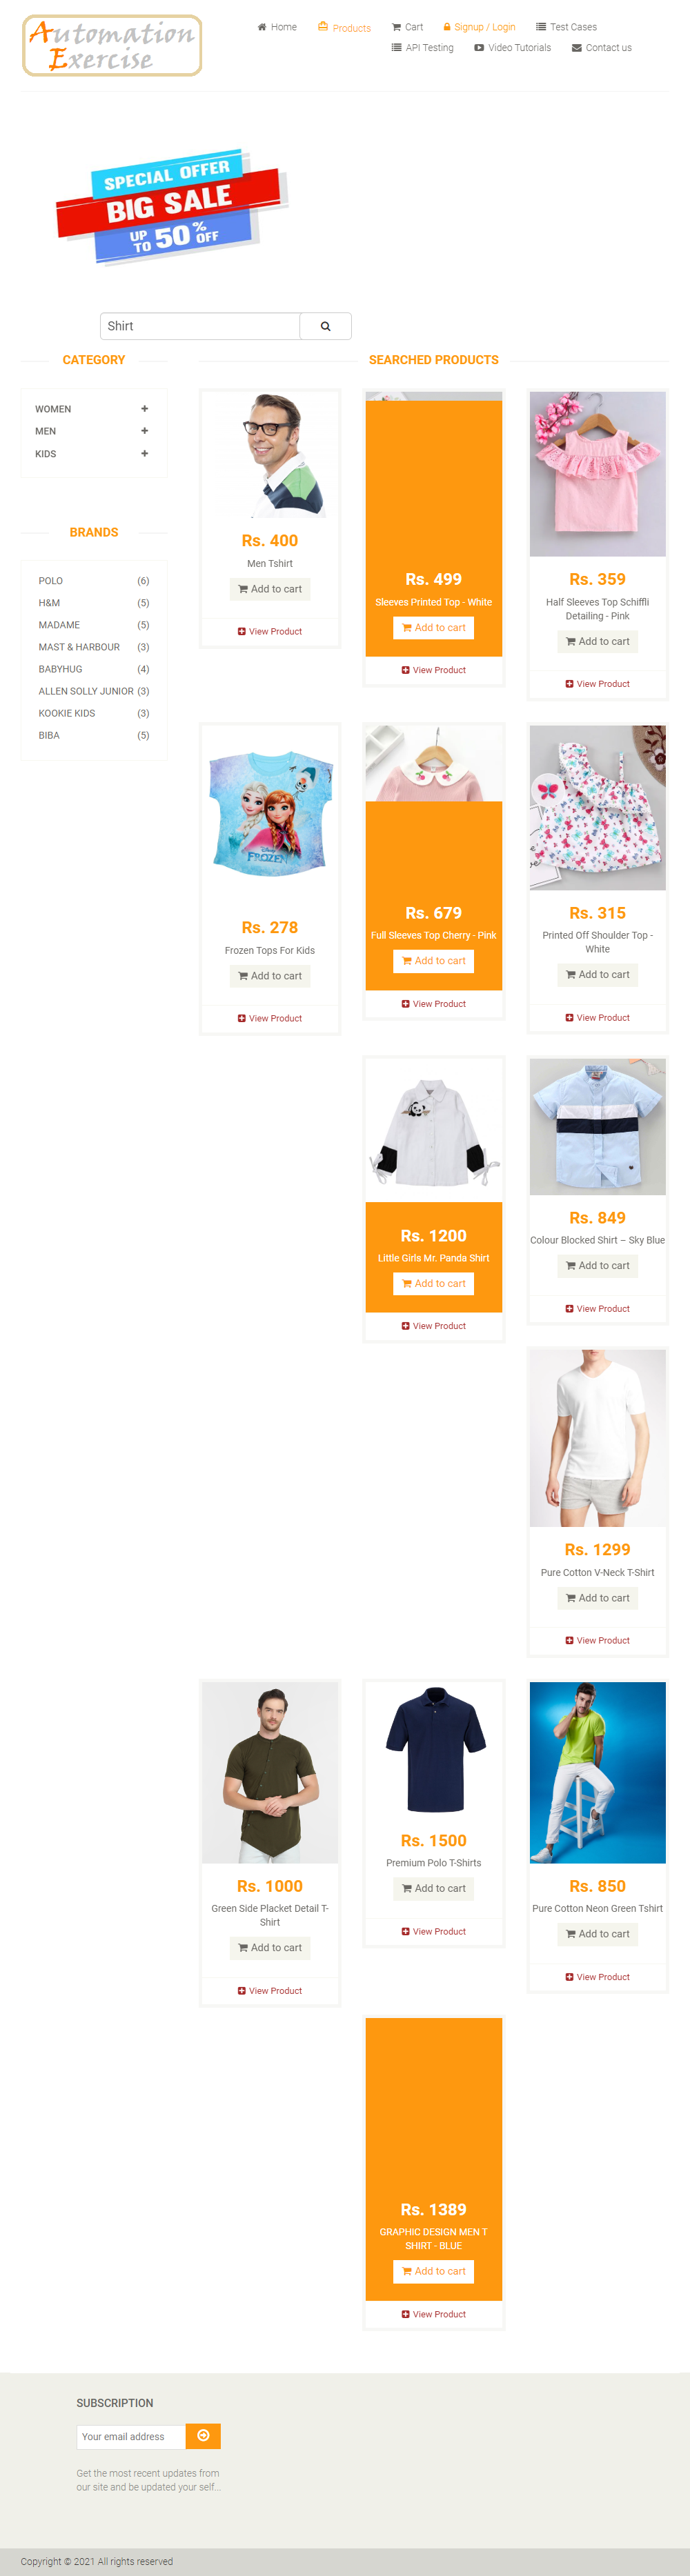 Automation
Exercise
Home
Products
Cart
Signup / Login
Test Cases
API Testing
Video Tutorials
Contact us
SPECIAL OFFER
BIG SALE
UP TO 50% OFF
Shirt
CATEGORY
WOMEN
MEN
KIDS
BRANDS
POLO (6)
H&M (5)
MADAME (5)
MAST & HARBOUR (3)
BABYHUG (4)
ALLEN SOLLY JUNIOR (3)
KOOKIE KIDS (3)
BIBA (5)
SEARCHED PRODUCTS
Rs. 400
Men Tshirt
Add to cart
View Product
Rs. 499
Sleeves Printed Top - White
Add to cart
View Product
Rs. 359
Half Sleeves Top Schiffli
Detailing - Pink
Add to cart
View Product
FROZEN
Rs. 278
Frozen Tops For Kids
Add to cart
View Product
Rs. 679
Full Sleeves Top Cherry - Pink
Add to cart
View Product
Rs. 315
Printed Off Shoulder Top -
White
Add to cart
View Product
Rs. 1200
Little Girls Mr. Panda Shirt
Add to cart
View Product
Rs. 849
Colour Blocked Shirt – Sky Blue
Add to cart
View Product
Rs. 1299
Pure Cotton V-Neck T-Shirt
Add to cart
View Product
Rs. 1000
Green Side Placket Detail T-
Shirt
Add to cart
View Product
Rs. 1500
Premium Polo T-Shirts
Add to cart
View Product
Rs. 850
Pure Cotton Neon Green Tshirt
Add to cart
View Product
Rs. 1389
GRAPHIC DESIGN MEN T
SHIRT - BLUE
Add to cart
View Product
SUBSCRIPTION
Your email address
Get the most recent updates from
our site and be updated your self...
Copyright © 2021 All rights reserved